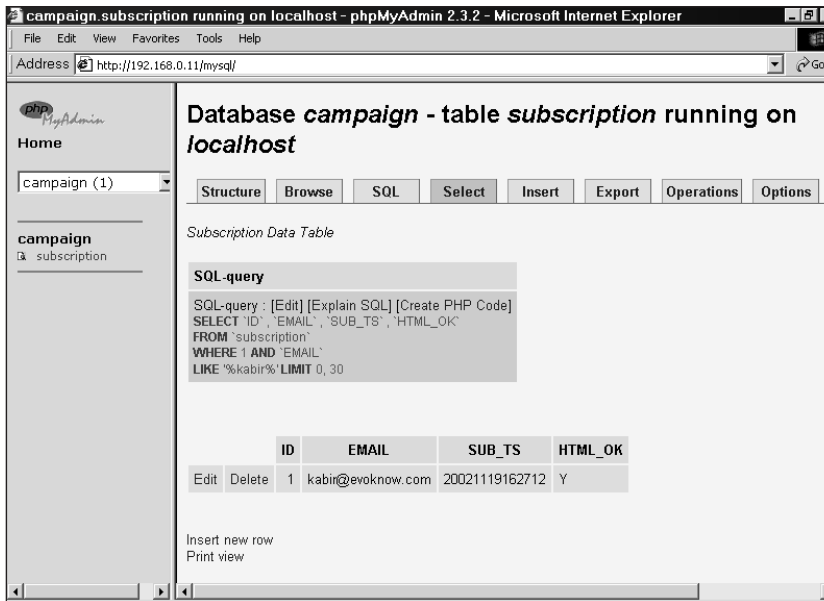 campaign.subscription running on localhost - phpMyAdmin 2.3.2 - Microsoft Internet Explorer
File Edit View Favorites Tools Help
Address http://192.168.0.11/mysql/ Go
php
MyAdmin
Home
campaign (1)
campaign
subscription
Database campaign - table subscription running on
localhost
Structure Browse SQL Select Insert Export Operations Options
Subscription Data Table
SQL-query
SQL-query : [Edit] [Explain SQL] [Create PHP Code]
SELECT `ID` , `EMAIL` , `SUB_TS` , `HTML_OK`
FROM `subscription`
WHERE 1 AND `EMAIL`
LIKE '%kabir%' LIMIT 0, 30
ID EMAIL SUB_TS HTML_OK
Edit Delete 1 kabir@evoknow.com 20021119162712 Y
Insert new row
Print view